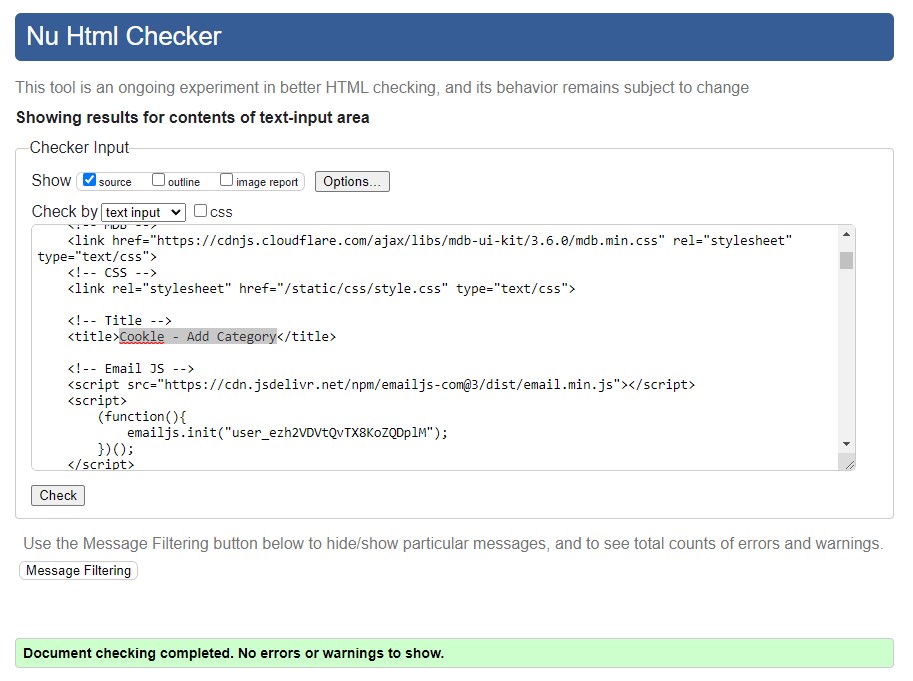 Nu Html Checker
This tool is an ongoing experiment in better HTML checking, and its behavior remains subject to change
Showing results for contents of text-input area
Checker Input
Show source outline image report Options...
Check by text input css
<!-- MDB -->
<link href="https://cdnjs.cloudflare.com/ajax/libs/mdb-ui-kit/3.6.0/mdb.min.css" rel="stylesheet"
type="text/css">
<!-- CSS -->
<link rel="stylesheet" href="/static/css/style.css" type="text/css">
<!-- Title -->
<title>Cookle - Add Category</title>
<!-- Email JS -->
<script src="https://cdn.jsdelivr.net/npm/emailjs-com@3/dist/email.min.js"></script>
<script>
(function(){
emailjs.init("user_ezh2VDVtQvTX8KoZQDplM");
})();
</script>
Check
Use the Message Filtering button below to hide/show particular messages, and to see total counts of errors and warnings.
Message Filtering
Document checking completed. No errors or warnings to show.